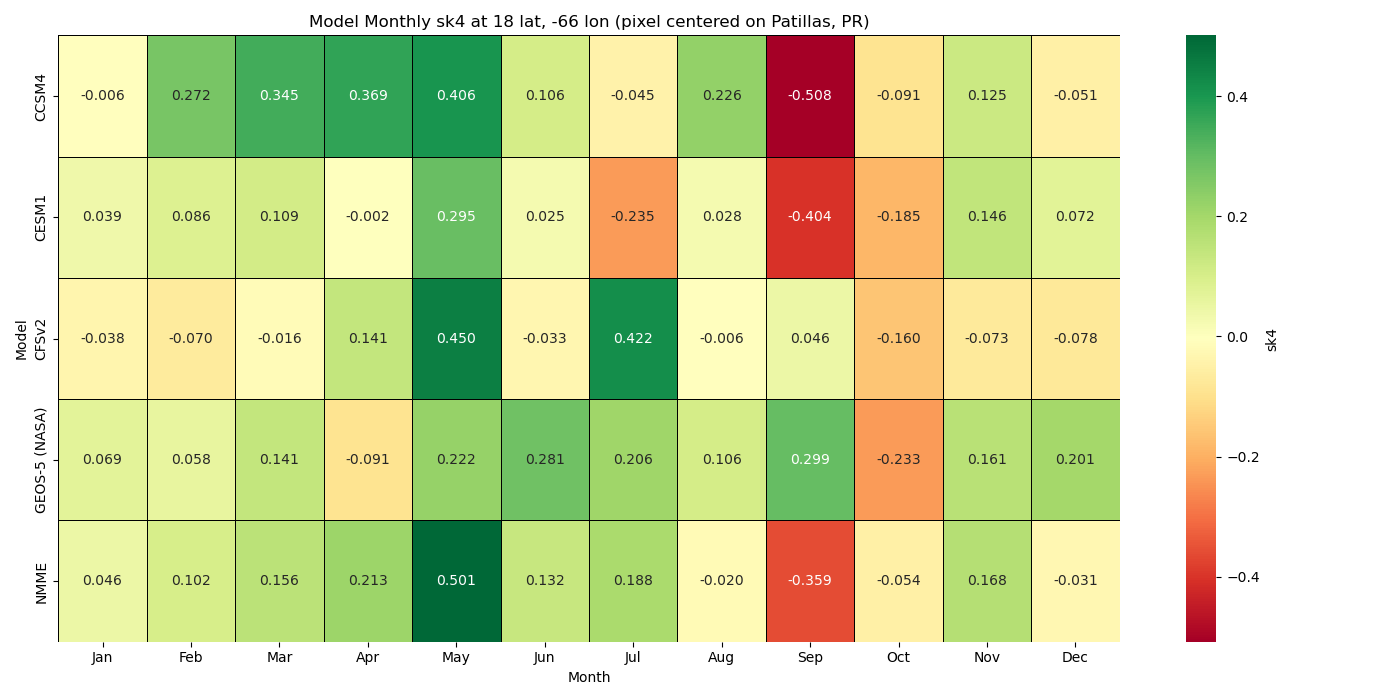 Model Monthly sk4 at 18 lat, -66 lon (pixel centered on Patillas, PR)
Model
CCSM4
-0.006 0.272 0.345 0.369 0.406 0.106 -0.045 0.226 -0.508 -0.091 0.125 -0.051
CESM1
0.039 0.086 0.109 -0.002 0.295 0.025 -0.235 0.028 -0.404 -0.185 0.146 0.072
CFSv2
-0.038 -0.070 -0.016 0.141 0.450 -0.033 0.422 -0.006 0.046 -0.160 -0.073 -0.078
GEOS-5 (NASA)
0.069 0.058 0.141 -0.091 0.222 0.281 0.206 0.106 0.299 -0.233 0.161 0.201
NMME
0.046 0.102 0.156 0.213 0.501 0.132 0.188 -0.020 -0.359 -0.054 0.168 -0.031
Jan Feb Mar Apr May Jun Jul Aug Sep Oct Nov Dec
Month
0.4
0.2
0.0
−0.2
−0.4
sk4